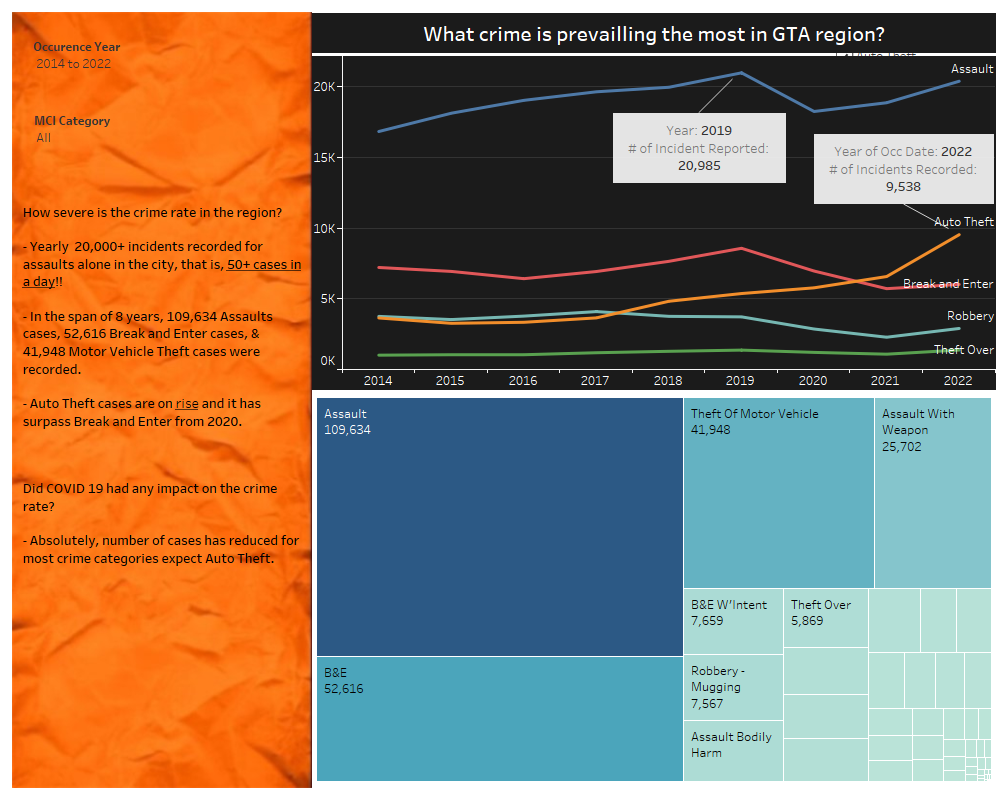 Occurence Year
2014 to 2022
MCI Category
All
How severe is the crime rate in the region?
- Yearly 20,000+ incidents recorded for
assaults alone in the city, that is, 50+ cases in
a day!!
- In the span of 8 years, 109,634 Assaults
cases, 52,616 Break and Enter cases, &
41,948 Motor Vehicle Theft cases were
recorded.
- Auto Theft cases are on rise and it has
surpass Break and Enter from 2020.
Did COVID 19 had any impact on the crime
rate?
- Absolutely, number of cases has reduced for
most crime categories expect Auto Theft.
What crime is prevailling the most in GTA region?
20K
15K
10K
5K
0K
Assault
Year: 2019
# of Incident Reported:
20,985
Year of Occ Date: 2022
# of Incidents Recorded:
9,538
Auto Theft
Break and Enter
Robbery
Theft Over
2014 2015 2016 2017 2018 2019 2020 2021 2022
Assault
109,634
B&E
52,616
Theft Of Motor Vehicle
41,948
Assault With
Weapon
25,702
B&E W'Intent
7,659
Robbery -
Mugging
7,567
Assault Bodily
Harm
Theft Over
5,869